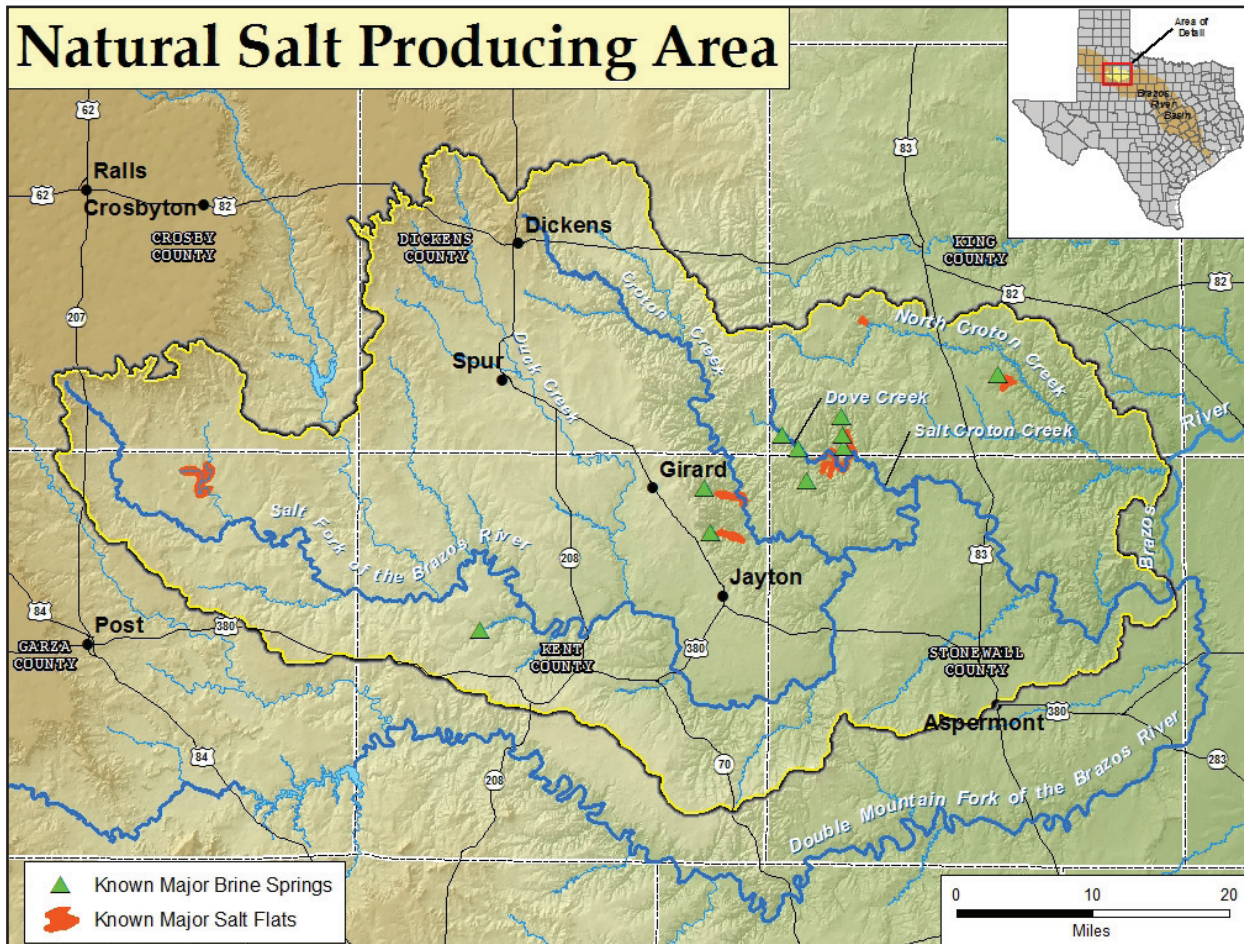 Natural Salt Producing Area
Area of
Detail
Brazos
River
Basin
62
83
Ralls
62
Crosbyton
82
CROSBY
COUNTY
DICKENS
COUNTY
Dickens
KING
COUNTY
82
82
207
Croton Creek
North Croton Creek
Duck Creek
Spur
Dove Creek
Salt Croton Creek
River
Brazos
Girard
Salt Fork
of the Brazos River
208
83
Jayton
84
Post
380
GARZA
COUNTY
KENT
COUNTY
380
STONEWALL
COUNTY
Aspermont
380
84
208
70
283
Double Mountain Fork of the Brazos River
Known Major Brine Springs
Known Major Salt Flats
0 10 20
Miles